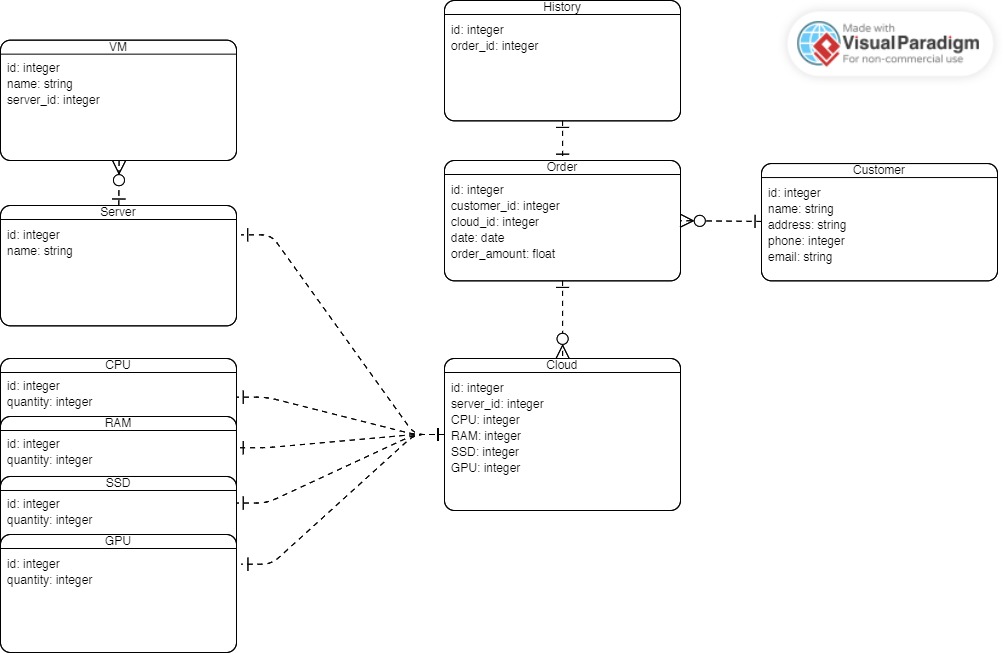 History
id: integer
order_id: integer
Made with
VisualParadigm
For non-commercial use
VM
id: integer
name: string
server_id: integer
Order
id: integer
customer_id: integer
cloud_id: integer
date: date
order_amount: float
Customer
id: integer
name: string
address: string
phone: integer
email: string
Server
id: integer
name: string
CPU
id: integer
quantity: integer
RAM
id: integer
quantity: integer
SSD
id: integer
quantity: integer
GPU
id: integer
quantity: integer
Cloud
id: integer
server_id: integer
CPU: integer
RAM: integer
SSD: integer
GPU: integer